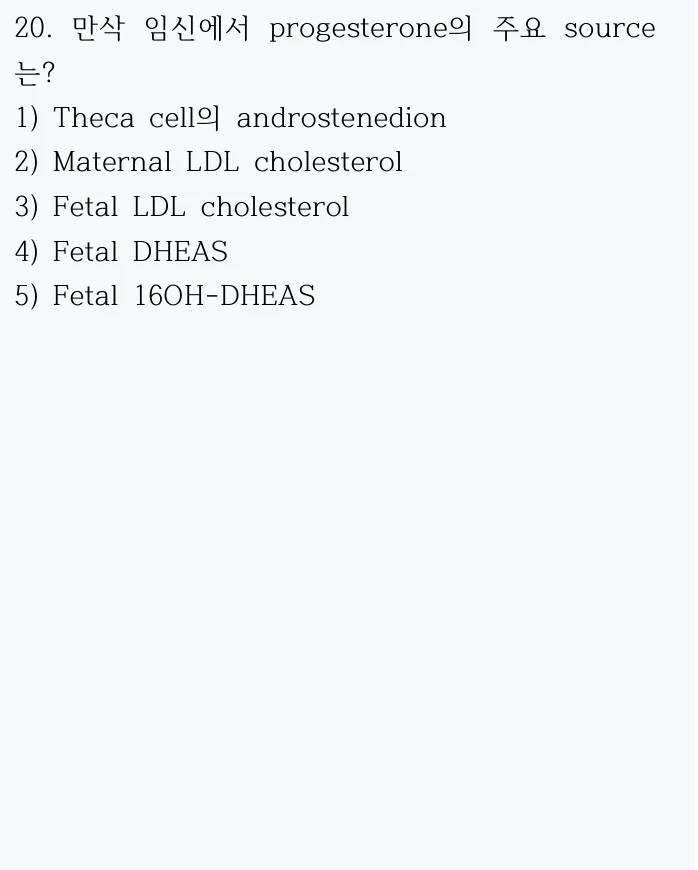 20. 만삭 임신에서 progesterone의 주요 source
는?
1) Theca cell의 androstenedion
2) Maternal LDL cholesterol
3) Fetal LDL cholesterol
4) Fetal DHEAS
5) Fetal 16OH-DHEAS